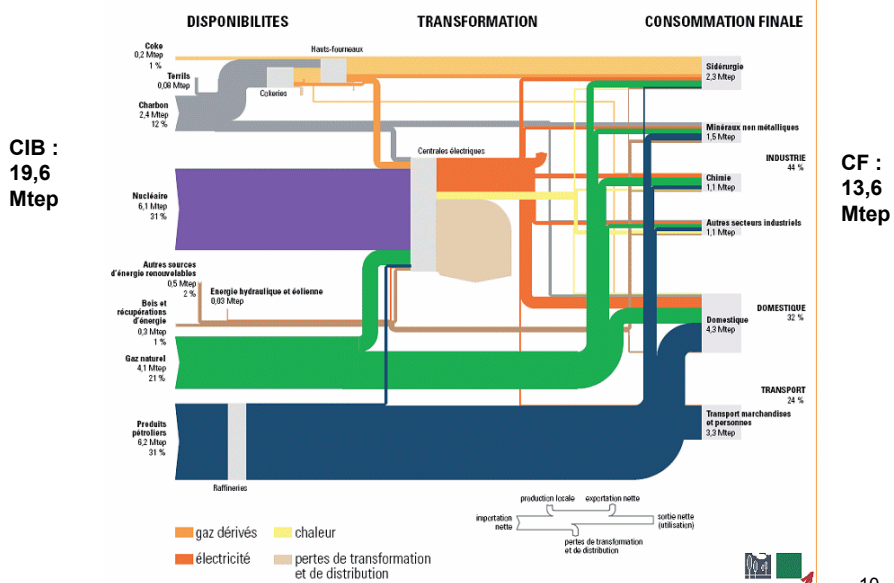 DISPONIBILITES
TRANSFORMATION
CONSOMMATION FINALE
CIB :
19,6
Mtep
Coke
0,2 Mtep
1 %
Terrils
0,08 Mtep
Charbon
2,4 Mtep
12 %
Nucléaire
6,1 Mtep
31 %
Autres sources
d'énergie renouvelables
0,5 Mtep
2 %
Energie hydraulique et éolienne
0,03 Mtep
Bois et
récupérations
d'énergie
0,3 Mtep
1 %
Gaz naturel
4,1 Mtep
21 %
Produits
pétroliers
6,2 Mtep
31 %
Raffineries
Hauts-fourneaux
Cokeries
Centrales électriques
Sidérurgie
2,3 Mtep
Minéraux non métalliques
1,5 Mtep
INDUSTRIE
44 %
Chimie
1,1 Mtep
Autres secteurs industriels
1,1 Mtep
DOMESTIQUE
32 %
Domestique
4,3 Mtep
TRANSPORT
24 %
Transport marchandises
et personnes
3,3 Mtep
CF :
13,6
Mtep
production locale
exportation nette
importation
nette
sortie nette
(utilisation)
pertes de transformation
et de distribution
gaz dérivés
chaleur
électricité
pertes de transformation
et de distribution